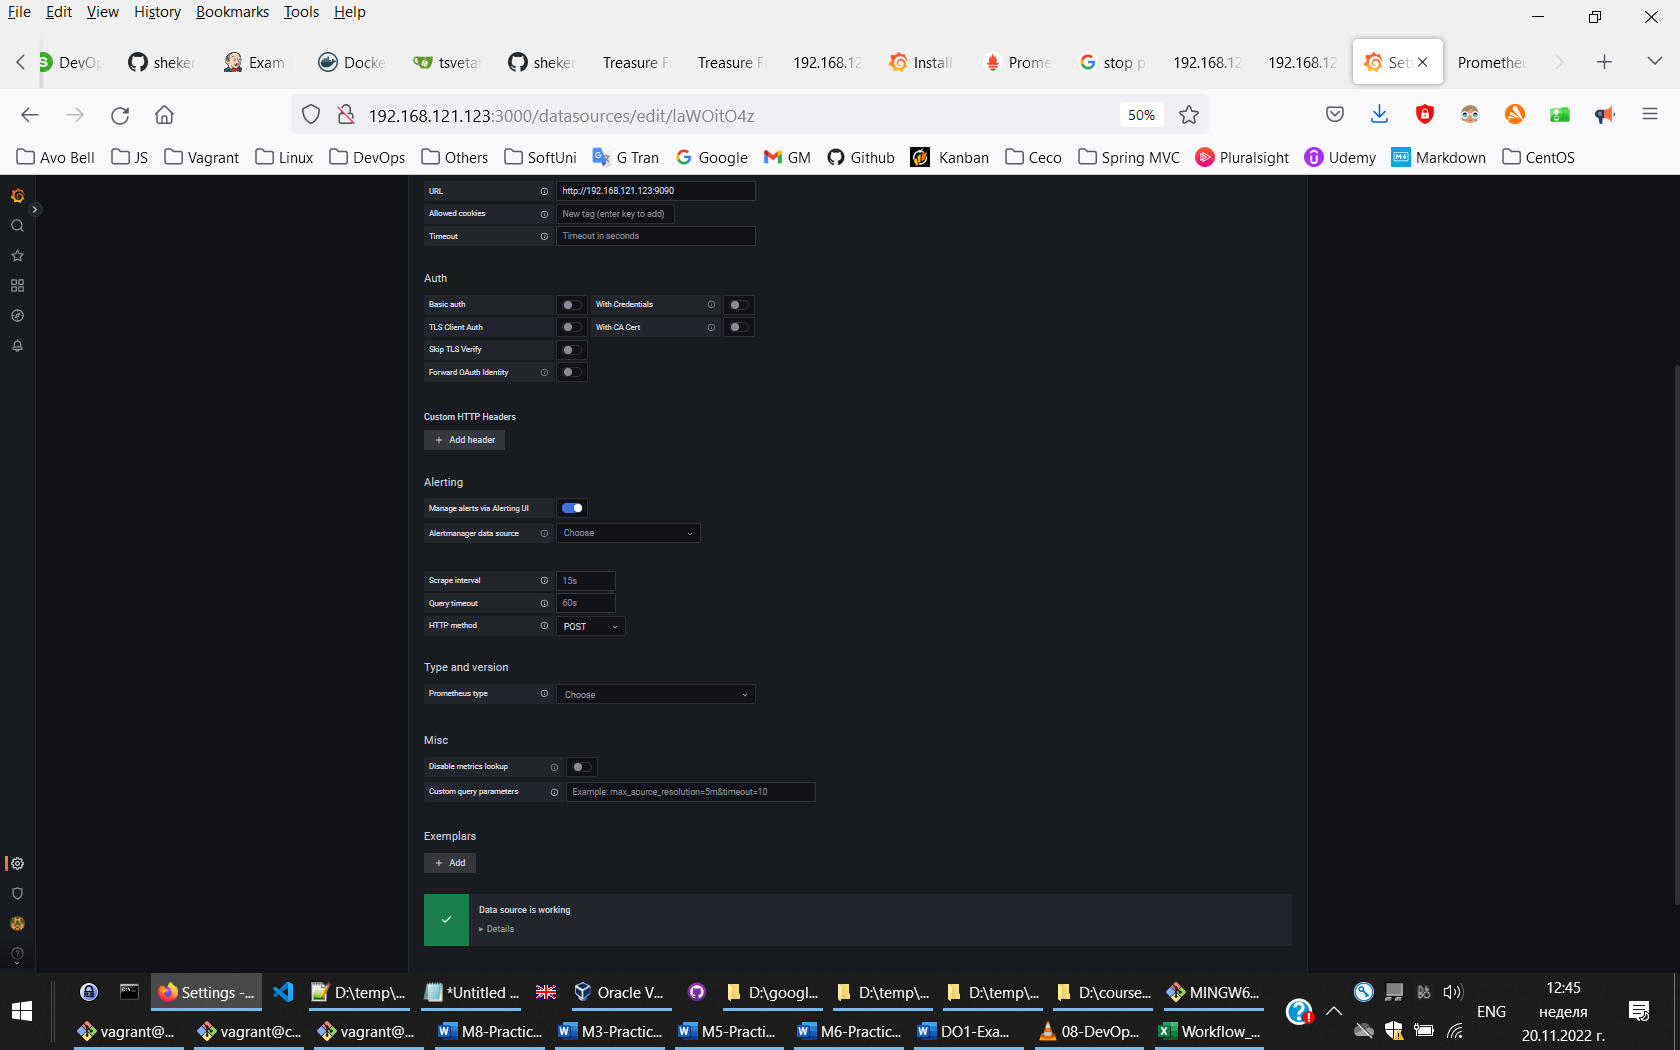 File Edit View History Bookmarks Tools Help
DevOp sheker Exam Docke tsvetar sheker Treasure F Treasure F 192.168.12 Install Prome stop p 192.168.12 192.168.12 Set Prometheu
192.168.121.123:3000/datasources/edit/laWOitO4z 50%
Avo Bell JS Vagrant Linux DevOps Others SoftUni G Tran Google GM Github Kanban Ceco Spring MVC Pluralsight Udemy Markdown CentOS
URL http://192.168.121.123:9090
Allowed cookies New tag (enter key to add)
Timeout Timeout in seconds
Auth
Basic auth With Credentials
TLS Client Auth With CA Cert
Skip TLS Verify
Forward OAuth Identity
Custom HTTP Headers
+ Add header
Alerting
Manage alerts via Alerting UI
Alertmanager data source Choose
Scrape interval 15s
Query timeout 60s
HTTP method POST
Type and version
Prometheus type Choose
Misc
Disable metrics lookup
Custom query parameters Example: max_source_resolution=5m&timeout=10
Exemplars
+ Add
Data source is working
Details
Settings -... D:\temp\... *Untitled ... Oracle V... D:\googl... D:\temp\... D:\temp\... D:\course... MINGW6... 12:45
vagrant@... vagrant@c... vagrant@... M8-Practic... M3-Practic... M5-Practi... M6-Practic... DO1-Exa... 08-DevOp... Workflow_... ENG неделя
20.11.2022 г.